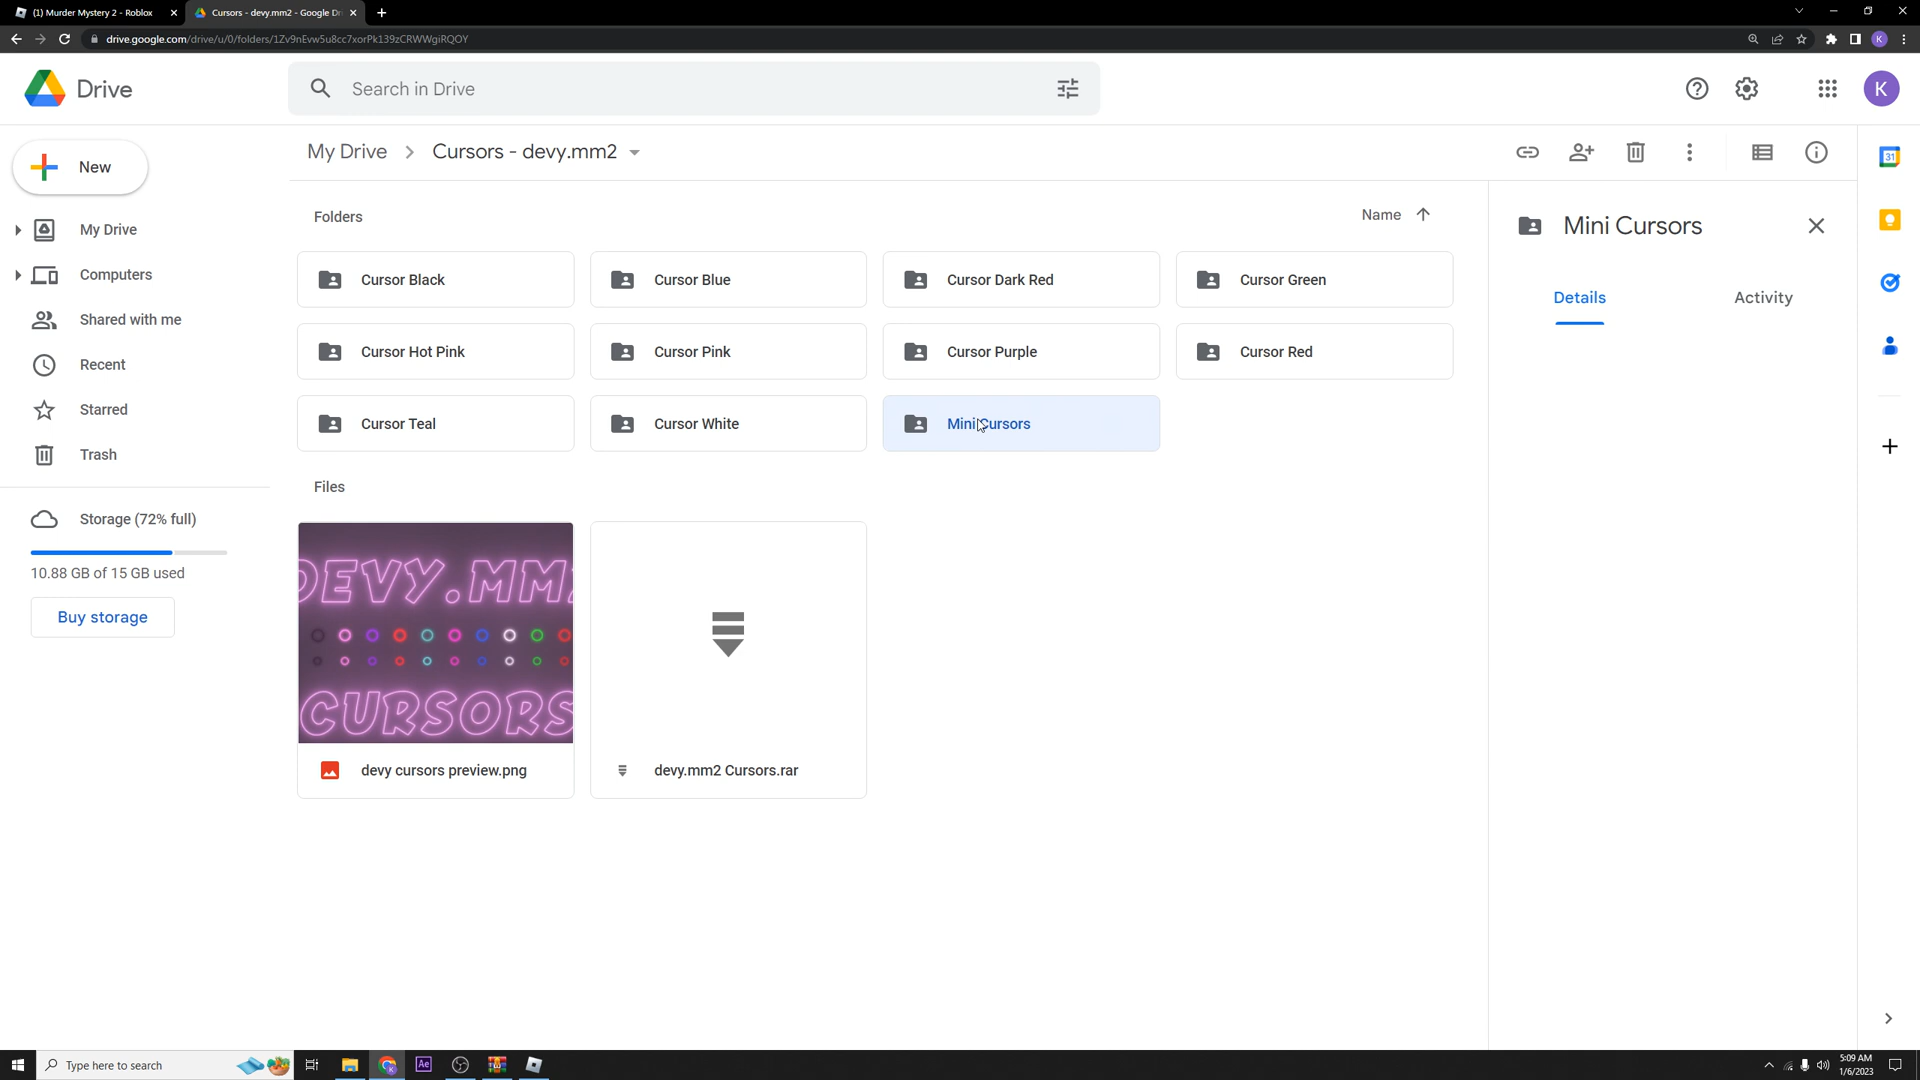 (1) Murder Mystery 2 - Roblox
Cursors - devy.mm2 - Google Dr
drive.google.com/drive/u/0/folders/1Zv9nEvw5u8cc7xorPk139zCRWWgiRQOY
K
Drive
Search in Drive
K
New
My Drive
Cursors - devy.mm2
31
My Drive
Computers
Shared with me
Recent
Starred
Trash
Storage (72% full)
10.88 GB of 15 GB used
Buy storage
Folders
Name
Cursor Black
Cursor Blue
Cursor Dark Red
Cursor Green
Cursor Hot Pink
Cursor Pink
Cursor Purple
Cursor Red
Cursor Teal
Cursor White
Mini Cursors
Files
DEVY.MM2
CURSORS
devy cursors preview.png
devy.mm2 Cursors.rar
Mini Cursors
Details
Activity
Type here to search
Ae
5:09 AM
1/6/2023